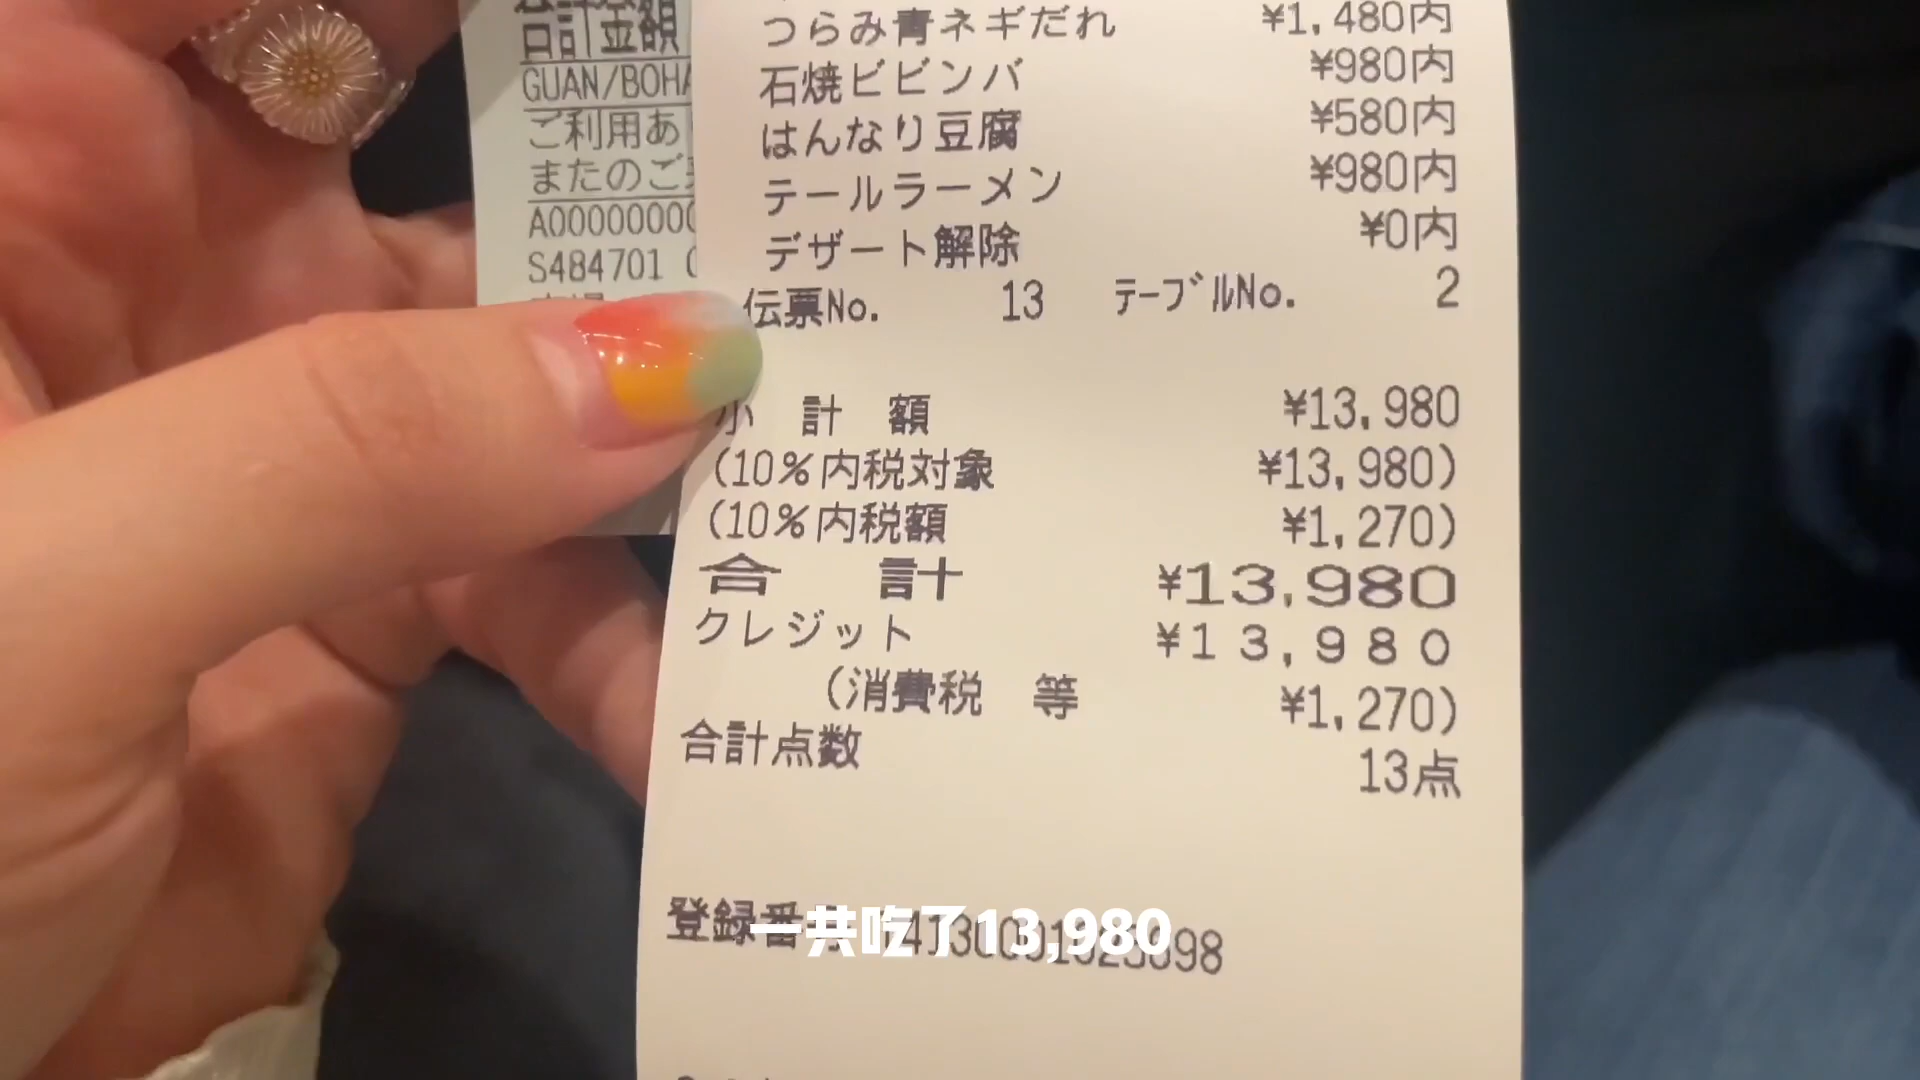 合計金額
GUAN/BOHA
ご利用あ
またのご
A00000000
S484701
つらみ青ネギだれ ¥1,480内
石焼ビビンバ ¥980内
はんなり豆腐 ¥580内
テールラーメン ¥980内
デザート解除 ¥0内
伝票No. 13 テーブルNo. 2
小計額 ¥13,980
(10%内税対象 ¥13,980)
(10%内税額 ¥1,270)
合計 ¥13,980
クレジット ¥13,980
(消費税 等 ¥1,270)
合計点数 13点
登録番号
一共吃了13,980